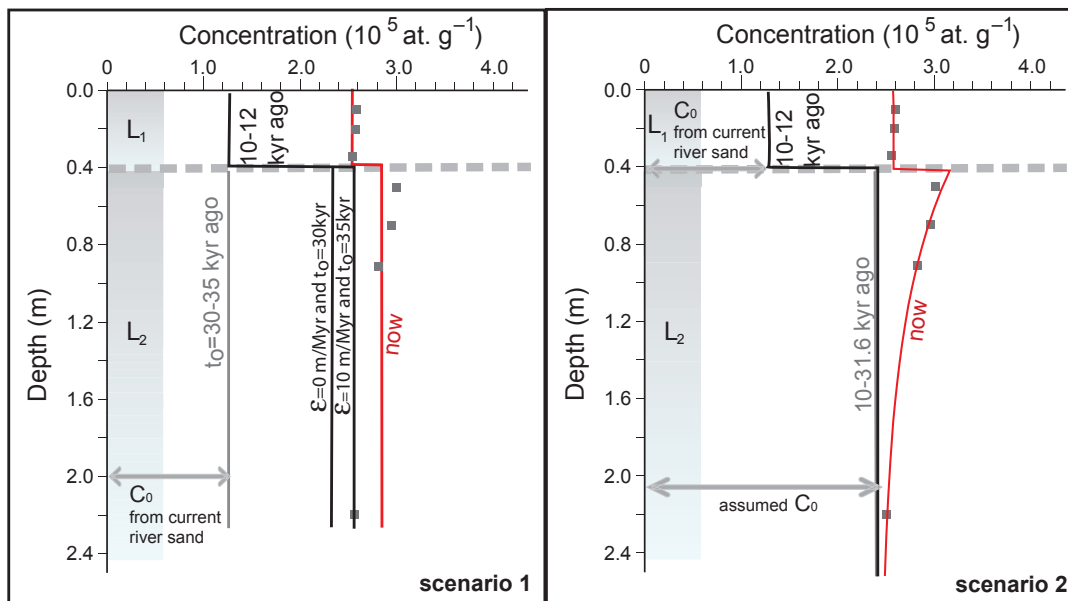 Concentration (10 5 at. g –1)
0 1.0 2.0 3.0 4.0
0.0
0.4
0.8
1.2
1.6
2.0
2.4
Depth (m)
L1
L2
10-12
kyr ago
to=30-35 kyr ago
ε=0 m/Myr and to=30kyr
ε=10 m/Myr and to=35kyr
now
C0
from current
river sand
scenario 1
Concentration (10 5 at. g –1)
0 1.0 2.0 3.0 4.0
0.0
0.4
0.8
1.2
1.6
2.0
2.4
Depth (m)
C0
L1 from current
river sand
10-12
kyr ago
L2
10-31.6 kyr ago
now
assumed C0
scenario 2